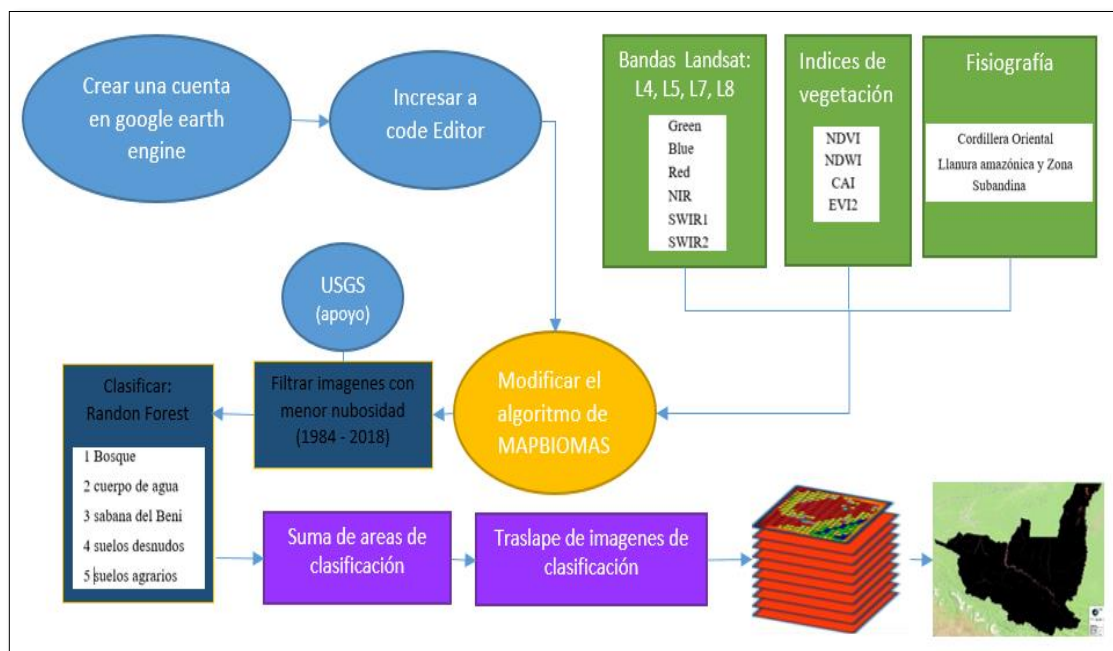 Crear una cuenta
en google earth
engine
Incresar a
code Editor
Bandas Landsat:
L4, L5, L7, L8
Green
Blue
Red
NIR
SWIR1
SWIR2
Indices de
vegetación
NDVI
NDWI
CAI
EVI2
Fisiografía
Cordillera Oriental
Llanura amazónica y Zona
Subandina
USGS
(apoyo)
Modificar el
algoritmo de
MAPBIOMAS
Filtrar imagenes con
menor nubosidad
(1984 - 2018)
Clasificar:
Randon Forest
1 Bosque
2 cuerpo de agua
3 sabana del Beni
4 suelos desnudos
5 suelos agrarios
Suma de areas de
clasificación
Traslape de imagenes de
clasificación